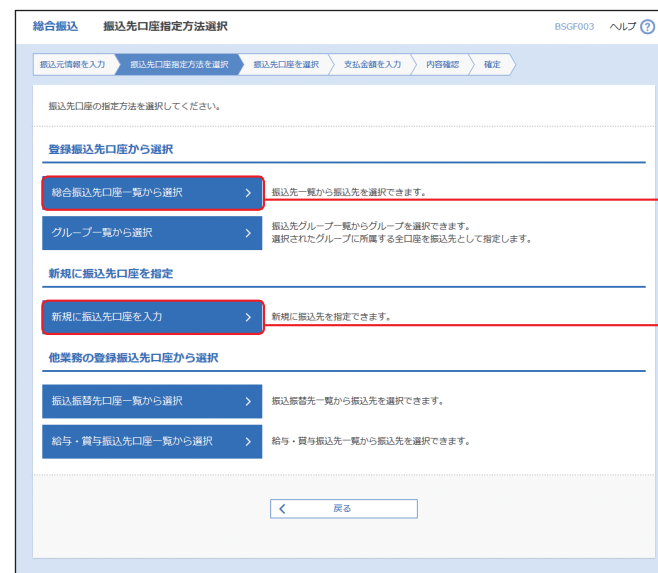 総合振込 振込先口座指定方法選択 BSGF003 ヘルプ ?
振込元情報を入力 振込先口座指定方法を選択 振込先口座を選択 支払金額を入力 内容確認 確定
振込先口座の指定方法を選択してください。
登録振込先口座から選択
総合振込先口座一覧から選択 振込先一覧から振込先を選択できます。
グループ一覧から選択 振込先グループ一覧からグループを選択できます。
選択されたグループに所属する全口座を振込先として指定します。
新規に振込先口座を指定
新規に振込先口座を入力 新規に振込先を指定できます。
他業務の登録振込先口座から選択
振込振替先口座一覧から選択 振込振替先一覧から振込先を選択できます。
給与・賞与振込先口座一覧から選択 給与・賞与振込先一覧から振込先を選択できます。
戻る